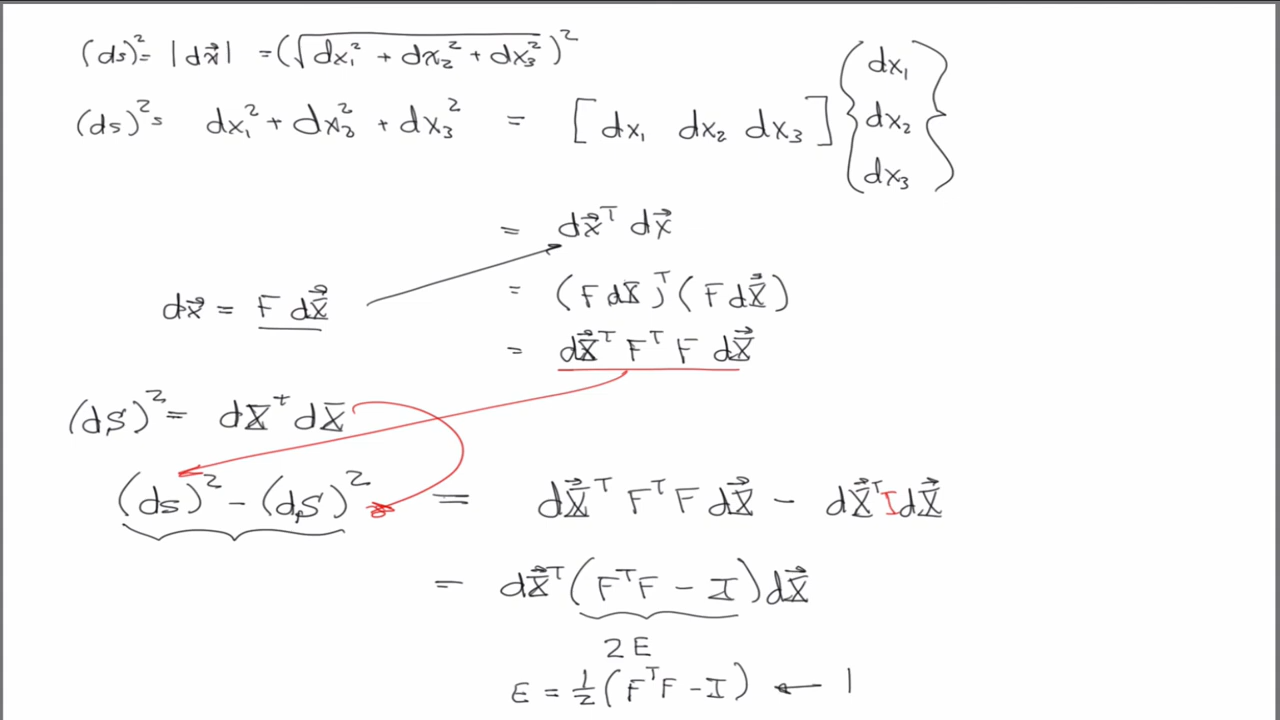 (ds)² = |dx⃗| = (√dx₁² + dx₂² + dx₃²)²
(ds)² = dx₁² + dx₂² + dx₃² = [dx₁ dx₂ dx₃] {dx₁ dx₂ dx₃}
= dx⃗ᵀ dx⃗
dx⃗ = F dX⃗ = (F dX)ᵀ (F dX⃗)
= dX⃗ᵀ Fᵀ F dX⃗
(dS)² = dXᵗ dX
(ds)² - (dS)² = dX⃗ᵀ Fᵀ F dX⃗ - dX⃗ᵀ I dX⃗
= dX⃗ᵀ (FᵀF - I) dX⃗
2E
E = ½ (FᵀF - I) ←